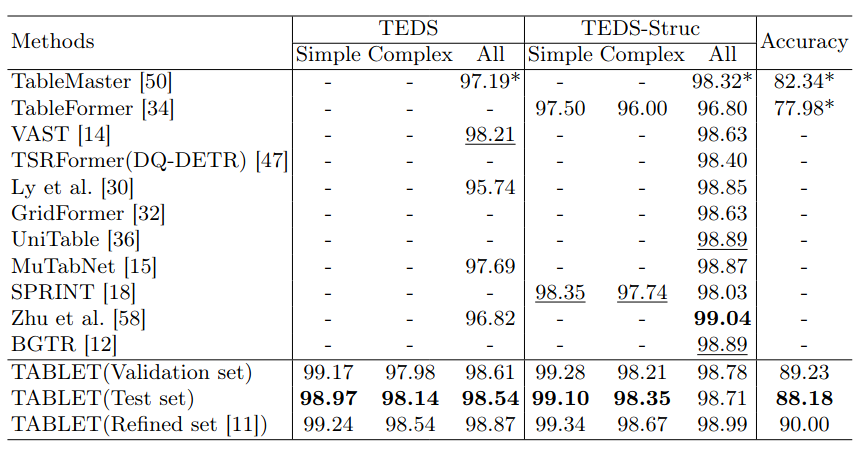 Methods TEDS TEDS-Struc Accuracy
Simple Complex All Simple Complex All
TableMaster [50] - - 97.19* - - 98.32* 82.34*
TableFormer [34] - - - 97.50 96.00 96.80 77.98*
VAST [14] - - 98.21 - - 98.63 -
TSRFormer(DQ-DETR) [47] - - - - - 98.40 -
Ly et al. [30] - - 95.74 - - 98.85 -
GridFormer [32] - - - - - 98.63 -
UniTable [36] - - - - - 98.89 -
MuTabNet [15] - - 97.69 - - 98.87 -
SPRINT [18] - - - 98.35 97.74 98.03 -
Zhu et al. [58] - - 96.82 - - 99.04 -
BGTR [12] - - - - - 98.89 -
TABLET(Validation set) 99.17 97.98 98.61 99.28 98.21 98.78 89.23
TABLET(Test set) 98.97 98.14 98.54 99.10 98.35 98.71 88.18
TABLET(Refined set [11]) 99.24 98.54 98.87 99.34 98.67 98.99 90.00